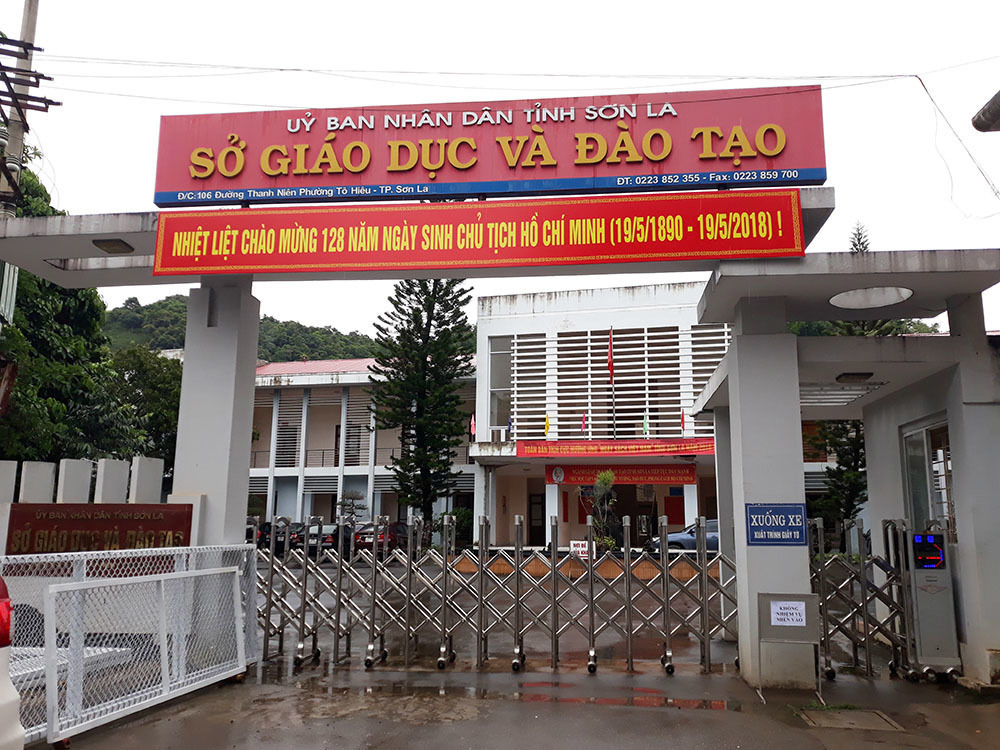 UỶ BAN NHÂN DÂN TỈNH SƠN LA
SỞ GIÁO DỤC VÀ ĐÀO TẠO
Đ/C:106 Đường Thanh Niên Phường Tô Hiệu - TP. Sơn La
ĐT: 0223 852 355 - Fax: 0223 859 700
NHIỆT LIỆT CHÀO MỪNG 128 NĂM NGÀY SINH CHỦ TỊCH HỒ CHÍ MINH (19/5/1890 - 19/5/2018) !
UỶ BAN NHÂN DÂN TỈNH SƠN LA
SỞ GIÁO DỤC VÀ ĐÀO
XUỐNG XE
XUẤT TRÌNH GIẤY TỜ
KHÔNG
NHIỆM VỤ
MIỄN VÀO